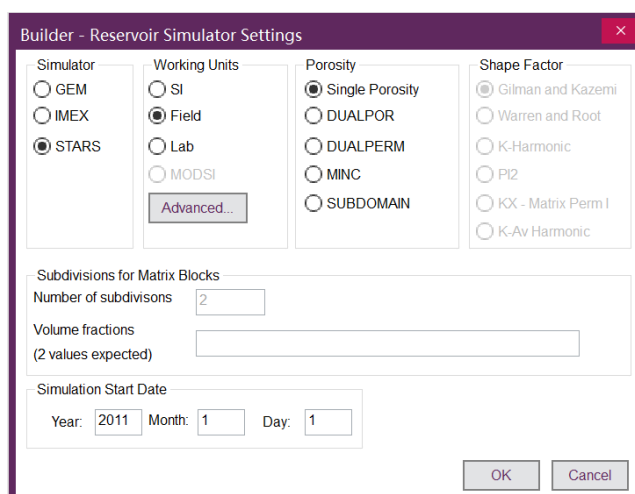 Builder - Reservoir Simulator Settings
Simulator
GEM
IMEX
STARS
Working Units
SI
Field
Lab
MODSI
Advanced...
Porosity
Single Porosity
DUALPOR
DUALPERM
MINC
SUBDOMAIN
Shape Factor
Gilman and Kazemi
Warren and Root
K-Harmonic
PI2
KX - Matrix Perm I
K-Av Harmonic
Subdivisions for Matrix Blocks
Number of subdivisons 2
Volume fractions
(2 values expected)
Simulation Start Date
Year: 2011 Month: 1 Day: 1
OK Cancel